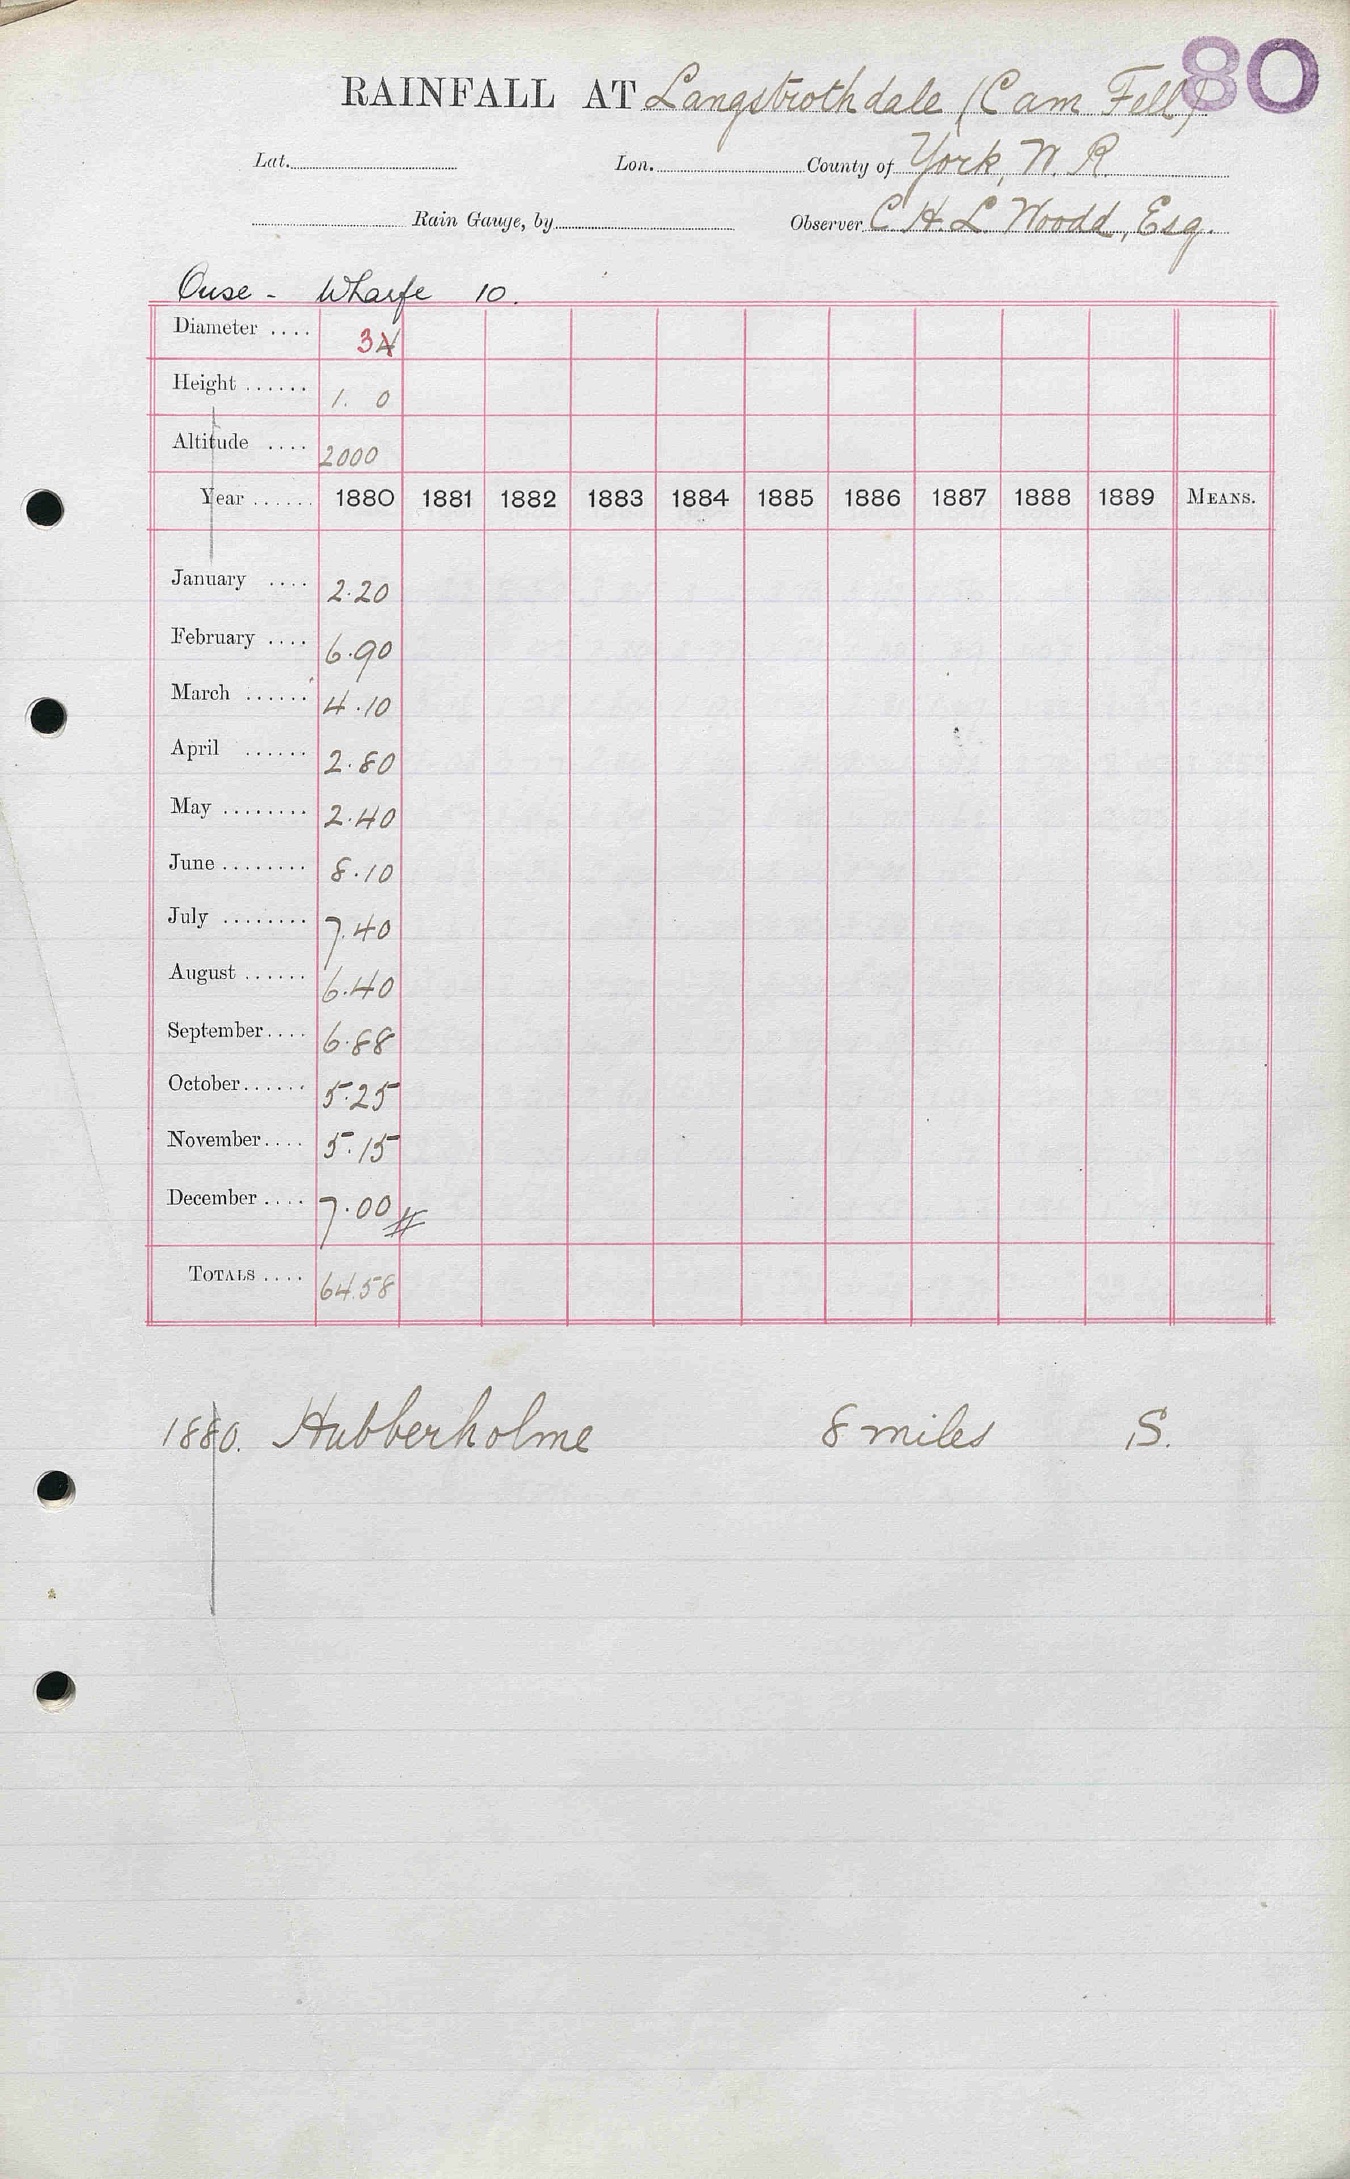 80
RAINFALL AT Langstrothdale (Cam Fell)
Lat. Lon. County of York, W. R.
Rain Gauge, by Observer C H. L. Woodd, Esq.
Ouse - Wharfe 10.
Diameter .... 3 4
Height ...... 1. 0
Altitude .... 2000
Year ...... 1880 1881 1882 1883 1884 1885 1886 1887 1888 1889 MEANS.
January .... 2.20
February .... 6.90
March ...... 4.10
April ...... 2.80
May ........ 2.40
June ........ 8.10
July ........ 7.40
August ...... 6.40
September.... 6.88
October...... 5.25
November.... 5.15
December .... 7.00 #
TOTALS .... 64.58
1880. Hubberholme 8 miles S.